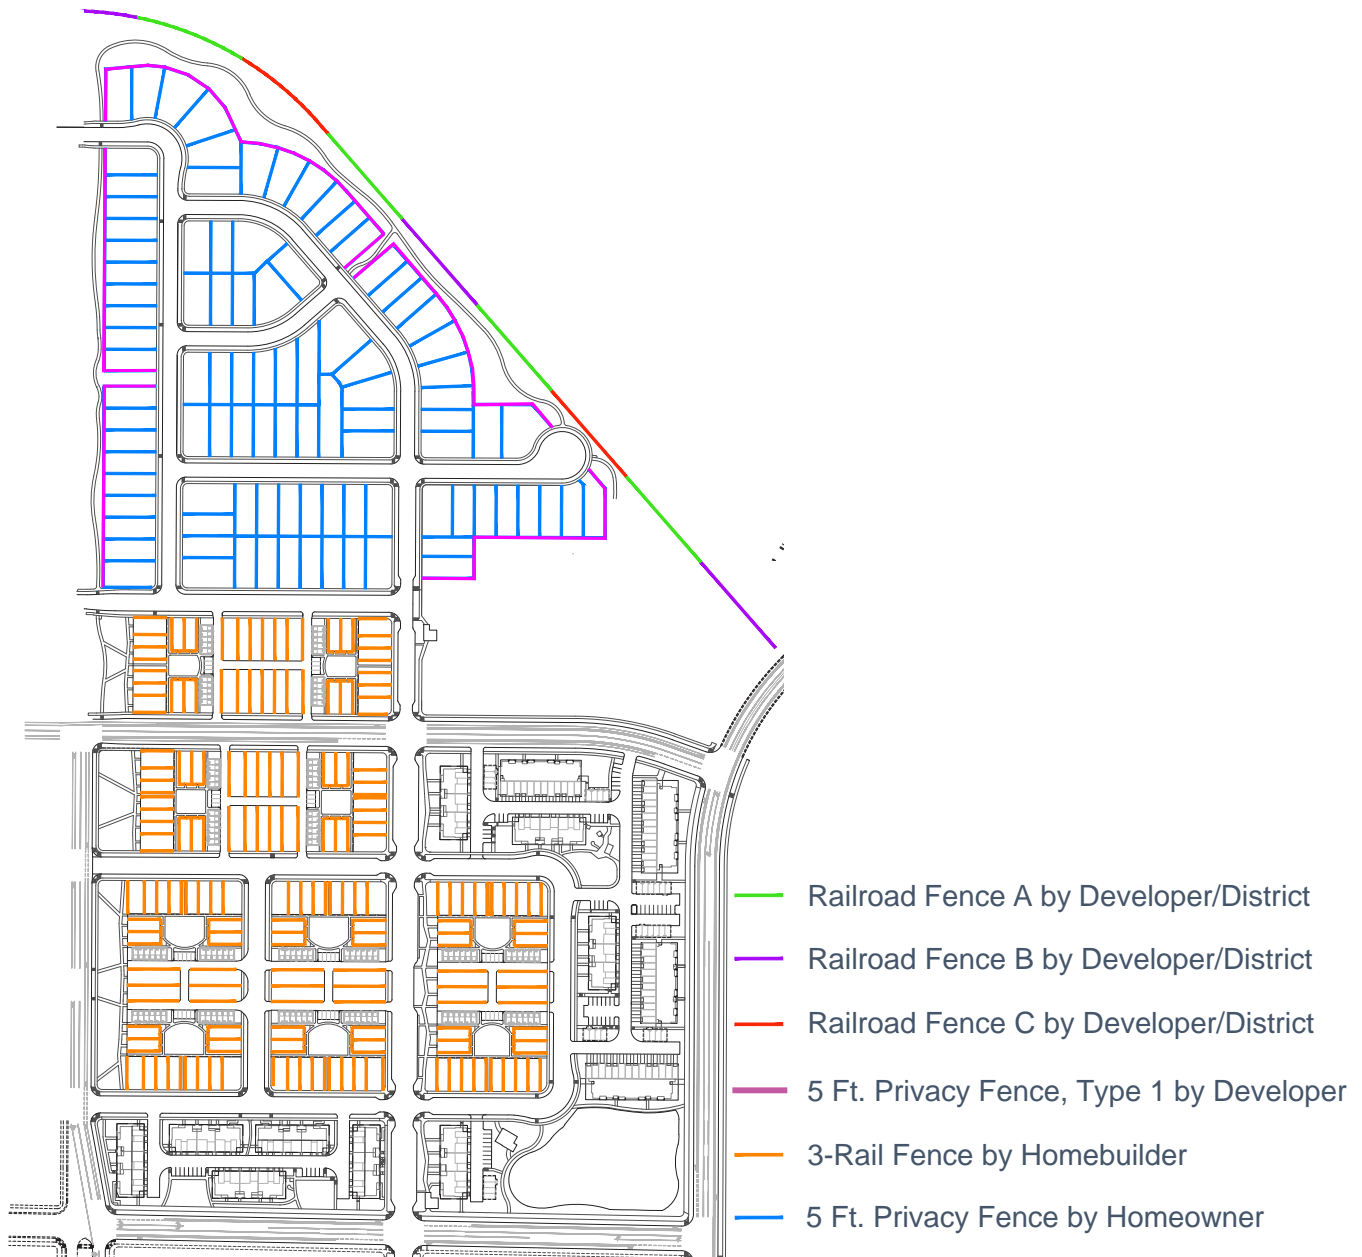 Railroad Fence A by Developer/District
Railroad Fence B by Developer/District
Railroad Fence C by Developer/District
5 Ft. Privacy Fence, Type 1 by Developer
3-Rail Fence by Homebuilder
5 Ft. Privacy Fence by Homeowner